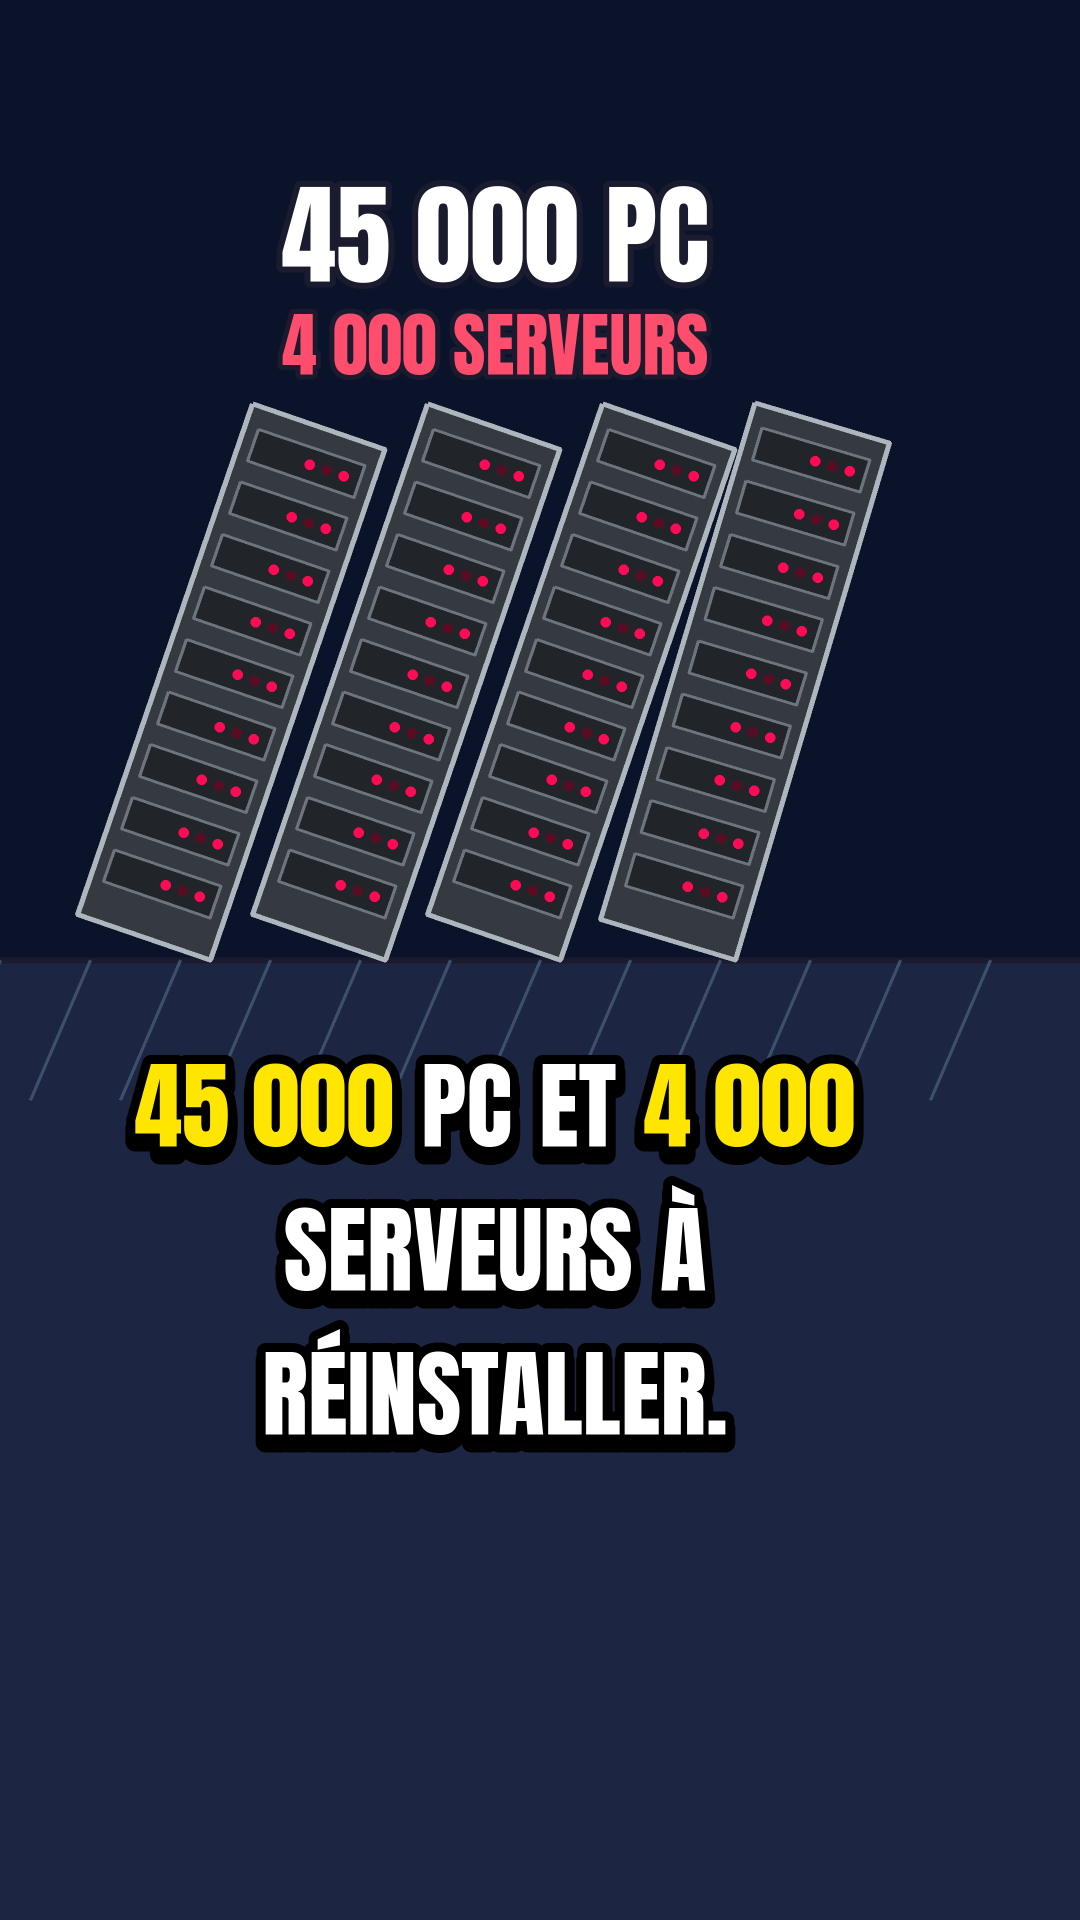 45 000 PC
4 000 SERVEURS
45 000 PC ET 4 000
SERVEURS À
RÉINSTALLER.